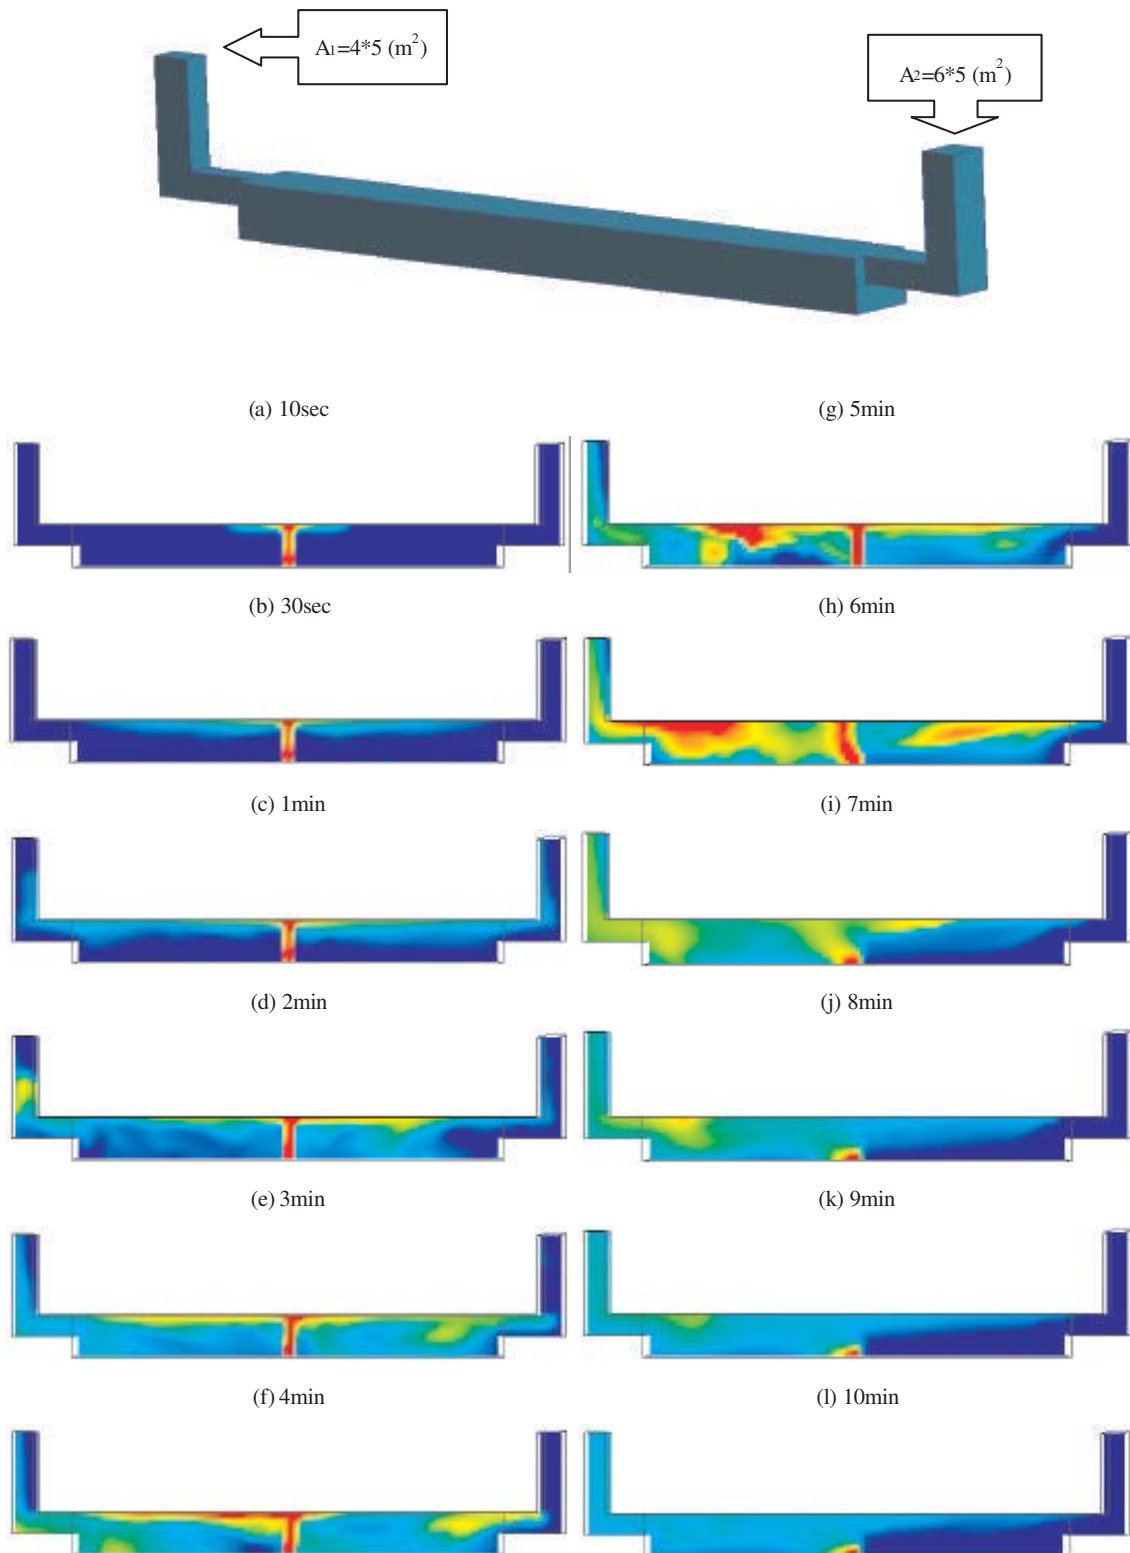 A1=4*5 (m²)
A2=6*5 (m²)
(a) 10sec
(g) 5min
(b) 30sec
(h) 6min
(c) 1min
(i) 7min
(d) 2min
(j) 8min
(e) 3min
(k) 9min
(f) 4min
(l) 10min